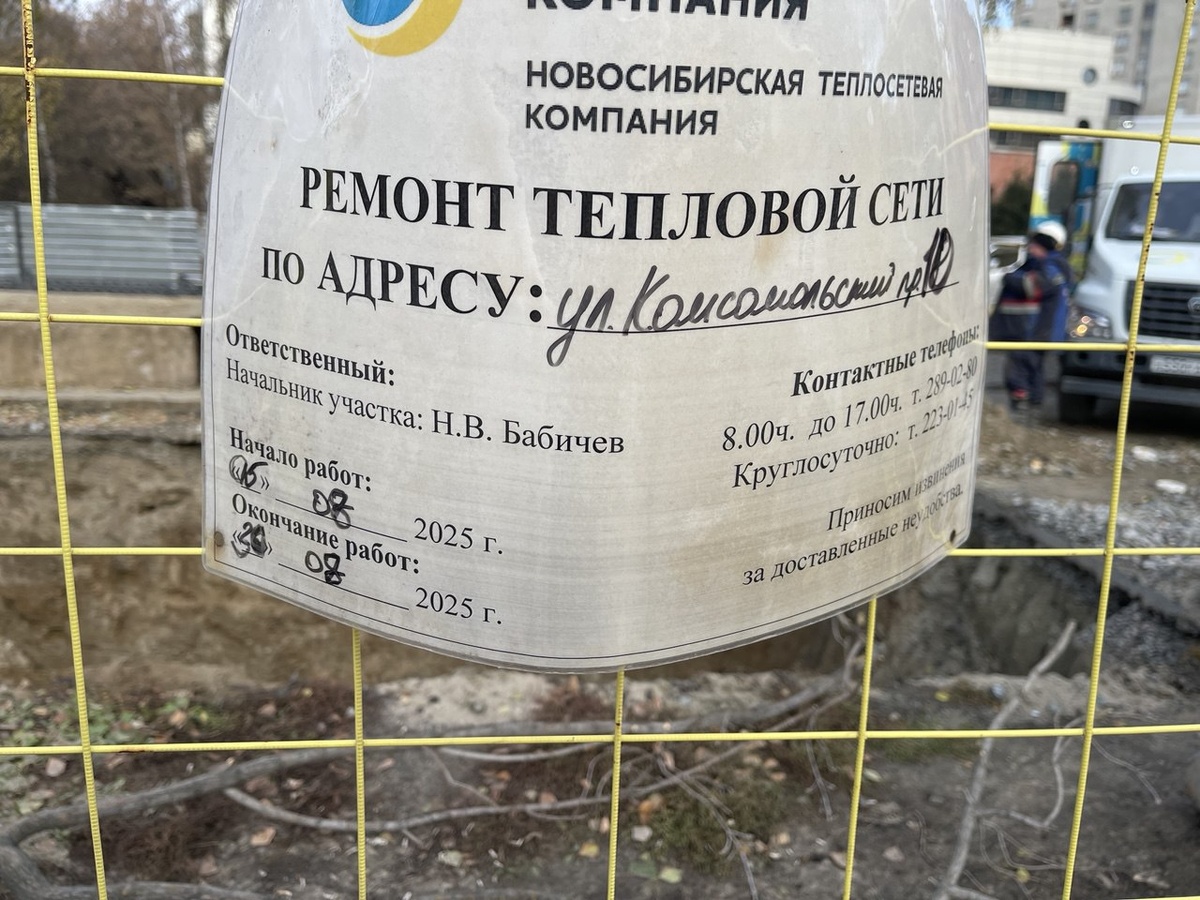 КОМПАНИЯ
НОВОСИБИРСКАЯ ТЕПЛОСЕТЕВАЯ
КОМПАНИЯ
РЕМОНТ ТЕПЛОВОЙ СЕТИ
ПО АДРЕСУ: ул. Комсомольский пр. 10
Ответственный:
Начальник участка: Н.В. Бабичев
Контактные телефоны:
8.00ч. до 17.00ч. т. 289-02-80
Круглосуточно: т. 223-01-45
Начало работ:
08 2025 г.
Окончание работ:
08 2025 г.
Приносим извинения
за доставленные неудобства.